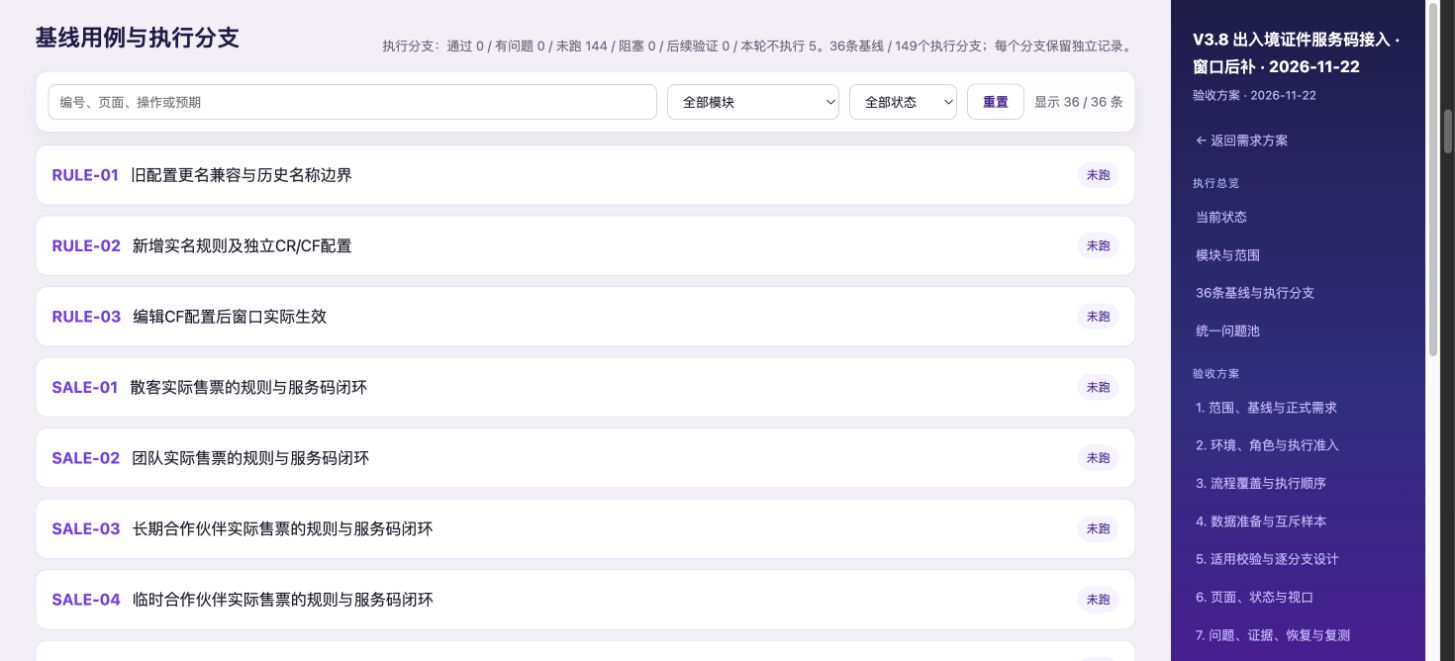 基线用例与执行分支
执行分支：通过 0 / 有问题 0 / 未跑 144 / 阻塞 0 / 后续验证 0 / 本轮不执行 5。36条基线 / 149个执行分支；每个分支保留独立记录。
编号、页面、操作或预期
全部模块
全部状态
重置
显示 36 / 36 条
RULE-01 旧配置更名兼容与历史名称边界
未跑
RULE-02 新增实名规则及独立CR/CF配置
未跑
RULE-03 编辑CF配置后窗口实际生效
未跑
SALE-01 散客实际售票的规则与服务码闭环
未跑
SALE-02 团队实际售票的规则与服务码闭环
未跑
SALE-03 长期合作伙伴实际售票的规则与服务码闭环
未跑
SALE-04 临时合作伙伴实际售票的规则与服务码闭环
未跑
V3.8 出入境证件服务码接入 ·
窗口后补 · 2026-11-22
验收方案 · 2026-11-22
← 返回需求方案
执行总览
当前状态
模块与范围
36条基线与执行分支
统一问题池
验收方案
1. 范围、基线与正式需求
2. 环境、角色与执行准入
3. 流程覆盖与执行顺序
4. 数据准备与互斥样本
5. 适用校验与逐分支设计
6. 页面、状态与视口
7. 问题、证据、恢复与复测